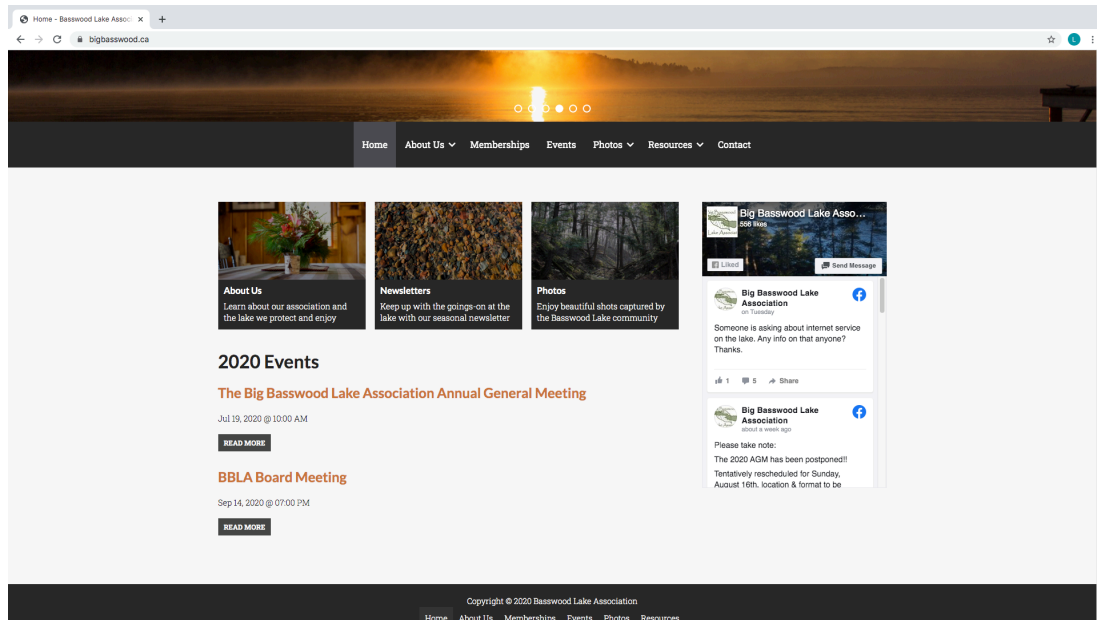 Home - Basswood Lake Associ
bigbasswood.ca
L
Home About Us Memberships Events Photos Resources Contact
About Us
Learn about our association and
the lake we protect and enjoy
Newsletters
Keep up with the goings-on at the
lake with our seasonal newsletter
Photos
Enjoy beautiful shots captured by
the Basswood Lake community
2020 Events
The Big Basswood Lake Association Annual General Meeting
Jul 19, 2020 @ 10:00 AM
READ MORE
BBLA Board Meeting
Sep 14, 2020 @ 07:00 PM
READ MORE
Big Basswood Lake Asso...
556 likes
Liked
Send Message
Big Basswood Lake
Association
on Tuesday
Someone is asking about internet service
on the lake. Any info on that anyone?
Thanks.
1 5 Share
Big Basswood Lake
Association
about a week ago
Please take note:
The 2020 AGM has been postponed!!
Tentatively rescheduled for Sunday,
August 16th, location & format to be
Copyright © 2020 Basswood Lake Association
Home About Us Memberships Events Photos Resources